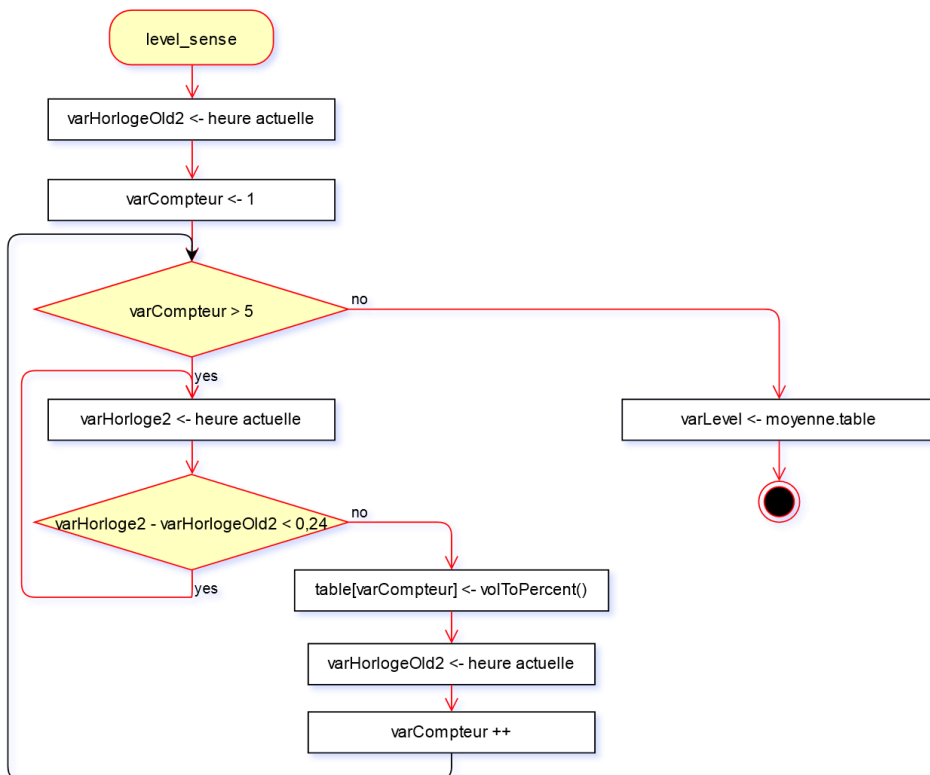 level_sense
varHorlogeOld2 <- heure actuelle
varCompteur <- 1
varCompteur > 5
no
yes
varHorloge2 <- heure actuelle
varLevel <- moyenne.table
varHorloge2 - varHorlogeOld2 < 0,24
no
yes
table[varCompteur] <- volToPercent()
varHorlogeOld2 <- heure actuelle
varCompteur ++